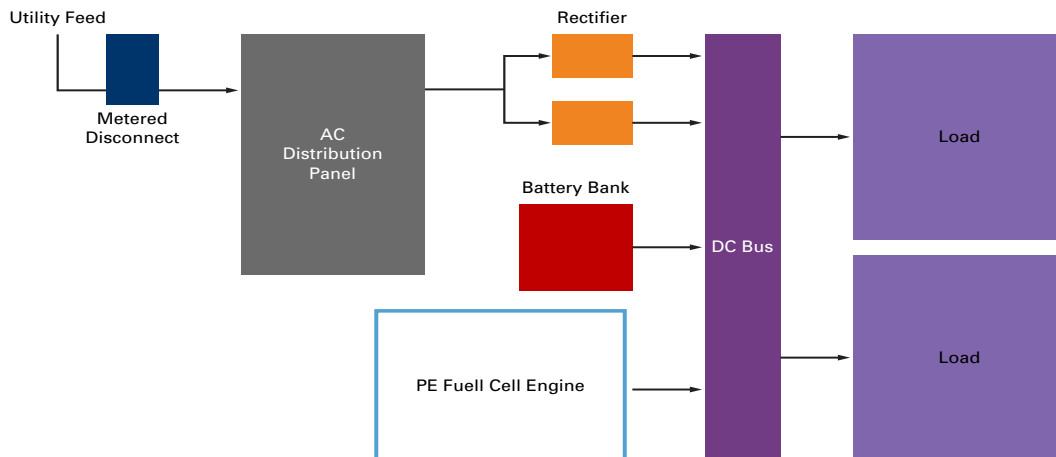 Utility Feed
Metered
Disconnect
AC
Distribution
Panel
Rectifier
Battery Bank
PE Fuell Cell Engine
DC Bus
Load
Load